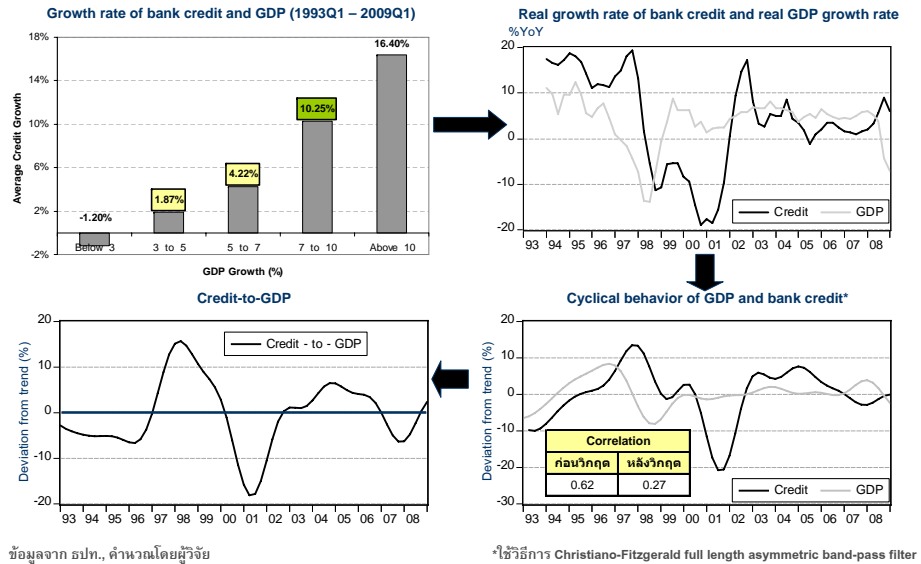 Growth rate of bank credit and GDP (1993Q1 – 2009Q1)
18%
14%
10%
6%
2%
-2%
Average Credit Growth
-1.20%
1.87%
4.22%
10.25%
16.40%
Below 3
3 to 5
5 to 7
7 to 10
Above 10
GDP Growth (%)
Real growth rate of bank credit and real GDP growth rate
%YoY
20
10
0
-10
-20
Credit
GDP
93 94 95 96 97 98 99 00 01 02 03 04 05 06 07 08
Credit-to-GDP
Deviation from trend (%)
20
10
0
-10
-20
Credit - to - GDP
93 94 95 96 97 98 99 00 01 02 03 04 05 06 07 08
Cyclical behavior of GDP and bank credit*
Deviation from trend (%)
20
10
0
-10
-20
-30
Correlation
ก่อนวิกฤต หลังวิกฤต
0.62 0.27
Credit
GDP
93 94 95 96 97 98 99 00 01 02 03 04 05 06 07 08
ข้อมูลจาก ธปท., คำนวณโดยผู้วิจัย
*ใช้วิธีการ Christiano-Fitzgerald full length asymmetric band-pass filter